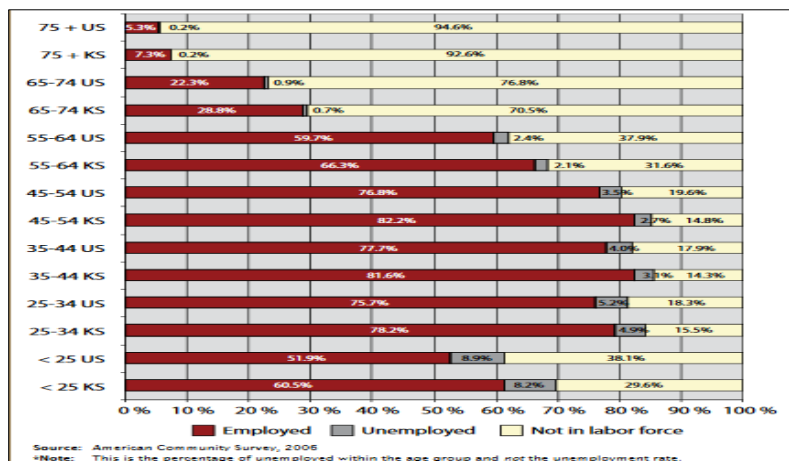 75 + US 5.3% 0.2% 94.6%
75 + KS 7.3% 0.2% 92.6%
65-74 US 22.3% 0.9% 76.8%
65-74 KS 28.8% 0.7% 70.5%
55-64 US 59.7% 2.4% 37.9%
55-64 KS 66.3% 2.1% 31.6%
45-54 US 76.8% 3.5% 19.6%
45-54 KS 82.2% 2.7% 14.8%
35-44 US 77.7% 4.0% 17.9%
35-44 KS 81.6% 3.1% 14.3%
25-34 US 75.7% 5.2% 18.3%
25-34 KS 78.2% 4.9% 15.5%
< 25 US 51.9% 8.9% 38.1%
< 25 KS 60.5% 8.2% 29.6%
0 % 10 % 20 % 30 % 40 % 50 % 60 % 70 % 80 % 90 % 100 %
Employed Unemployed Not in labor force
Source: American Community Survey, 2006
*Note: This is the percentage of unemployed within the age group and not the unemployment rate.